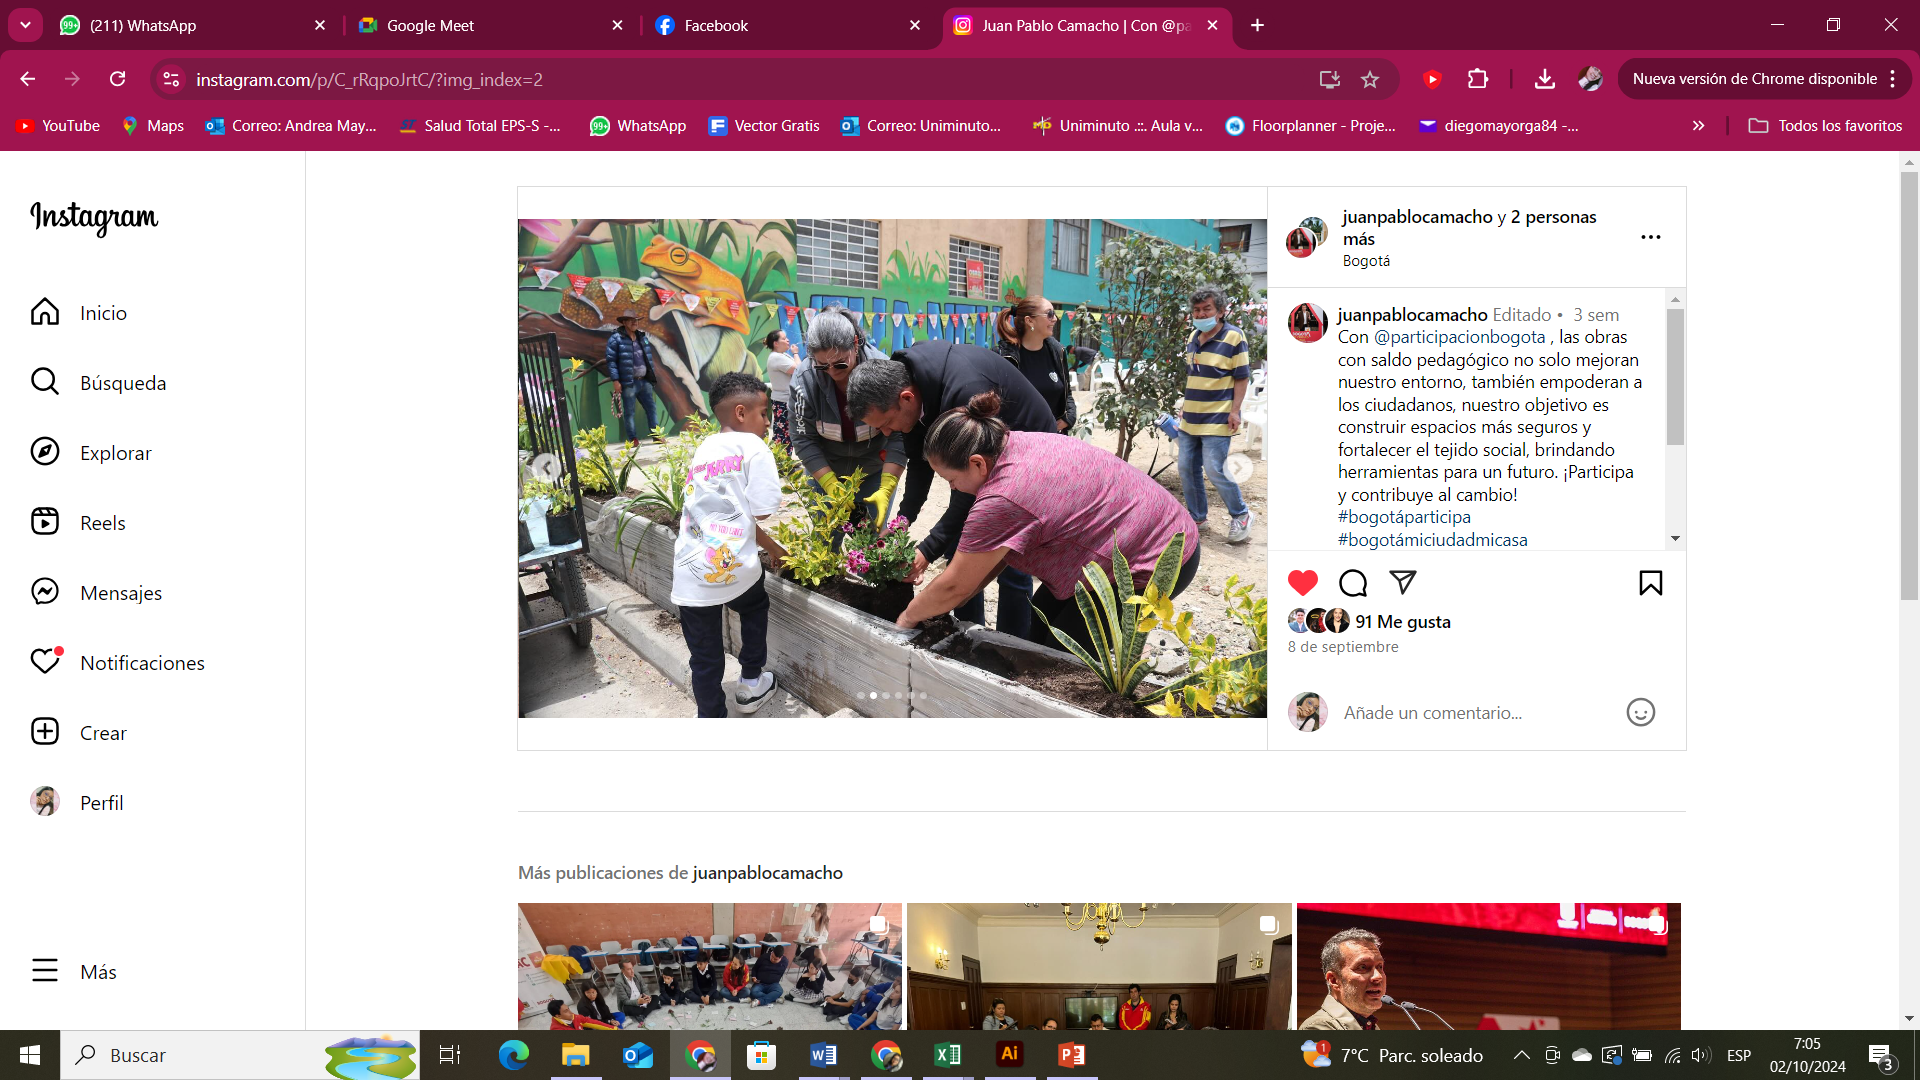 (211) WhatsApp
Google Meet
Facebook
Juan Pablo Camacho | Con @pa
instagram.com/p/C_rRqpoJrtC/?img_index=2
Nueva versión de Chrome disponible
YouTube
Maps
Correo: Andrea May...
Salud Total EPS-S -...
99+
WhatsApp
Vector Gratis
Correo: Uniminuto...
Uniminuto .::. Aula v...
Floorplanner - Proje...
diegomayorga84 -...
Todos los favoritos
Instagram
Inicio
Búsqueda
Explorar
Reels
Mensajes
Notificaciones
Crear
Perfil
Más
juanpablocamacho y 2 personas
más
Bogotá
juanpablocamacho Editado • 3 sem
Con @participacionbogota , las obras
con saldo pedagógico no solo mejoran
nuestro entorno, también empoderan a
los ciudadanos, nuestro objetivo es
construir espacios más seguros y
fortalecer el tejido social, brindando
herramientas para un futuro. ¡Participa
y contribuye al cambio!
#bogotáparticipa
#bogotámiciudadmicasa
91 Me gusta
8 de septiembre
Añade un comentario...
Más publicaciones de juanpablocamacho
Buscar
7°C Parc. soleado
ESP
7:05
02/10/2024
3